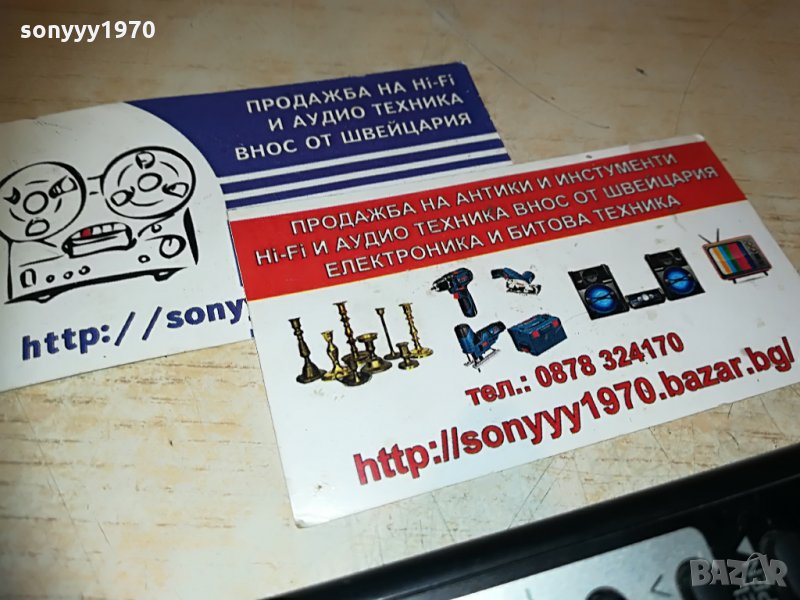 sonyyy1970
ПРОДАЖБА НА Hi-Fi
И АУДИО ТЕХНИКА
ВНОС ОТ ШВЕЙЦАРИЯ
http://sony
ПРОДАЖБА НА АНТИКИ И ИНСТУМЕНТИ
Hi-Fi И АУДИО ТЕХНИКА ВНОС ОТ ШВЕЙЦАРИЯ
ЕЛЕКТРОНИКА И БИТОВА ТЕХНИКА
тел.: 0878 324170
http://sonyyy1970.bazar.bg/
BAZAR